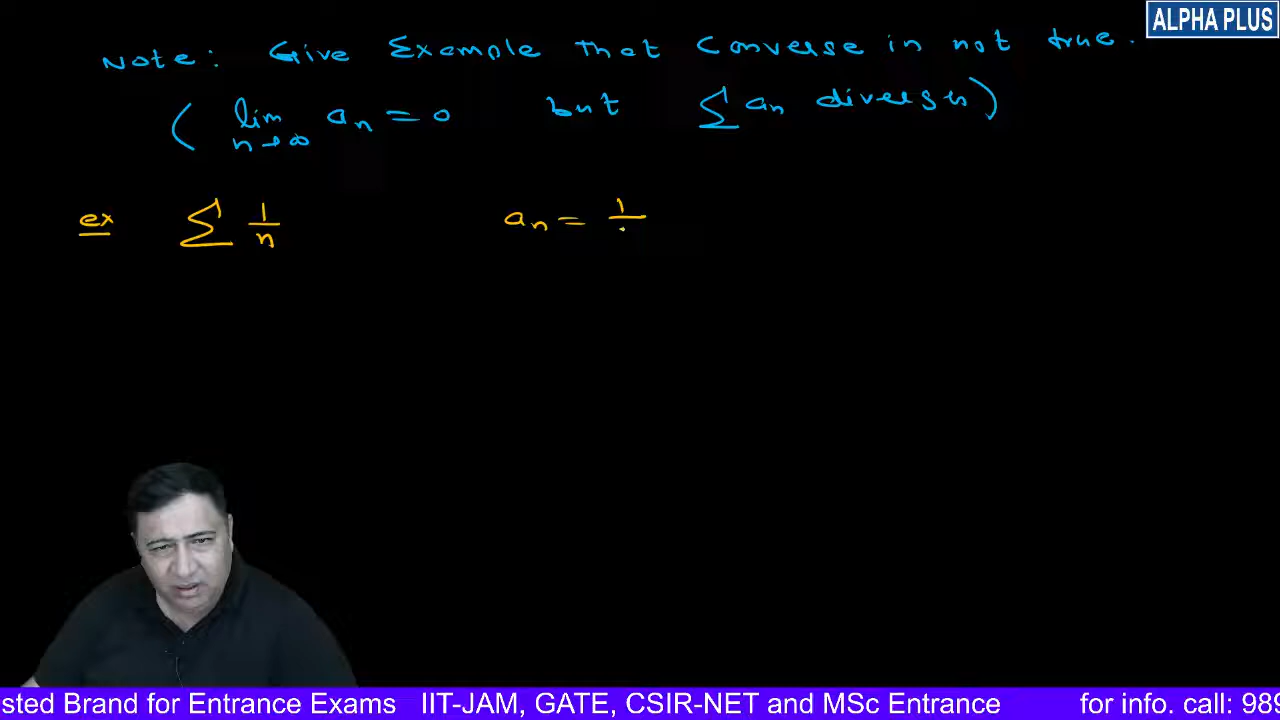 ALPHA PLUS
Note: Give Example that Converse in not true.
( lim n→∞ an = 0 but ∑ an diverges )
ex ∑ 1/n an = 1
sted Brand for Entrance Exams IIT-JAM, GATE, CSIR-NET and MSc Entrance for info. call: 989